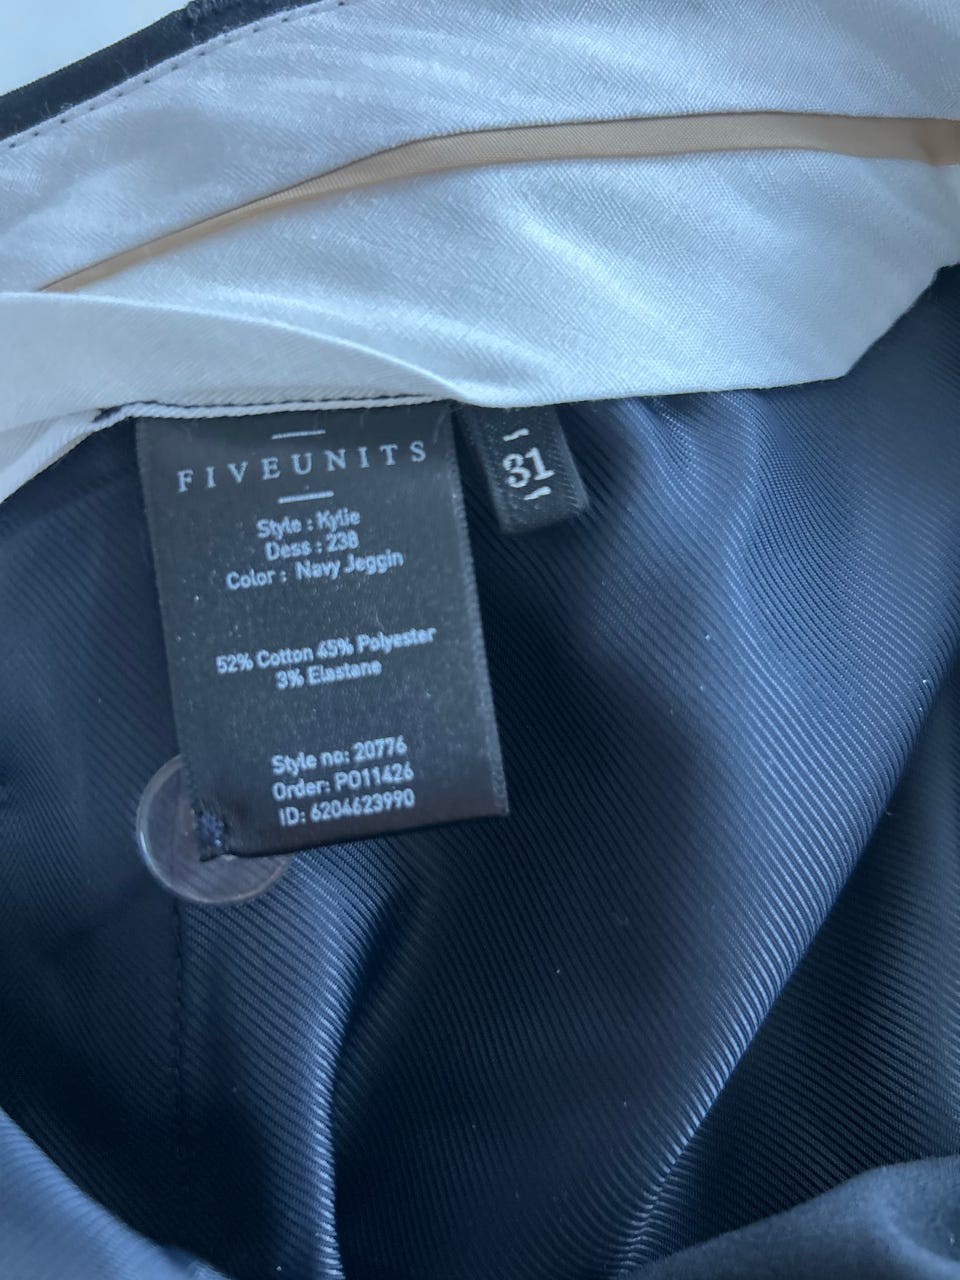 FIVEUNITS
Style : Kylie
Dess : 238
Color : Navy Jeggin
52% Cotton 45% Polyester
3% Elastane
Style no: 20776
Order: PO11426
ID: 6204623990
31